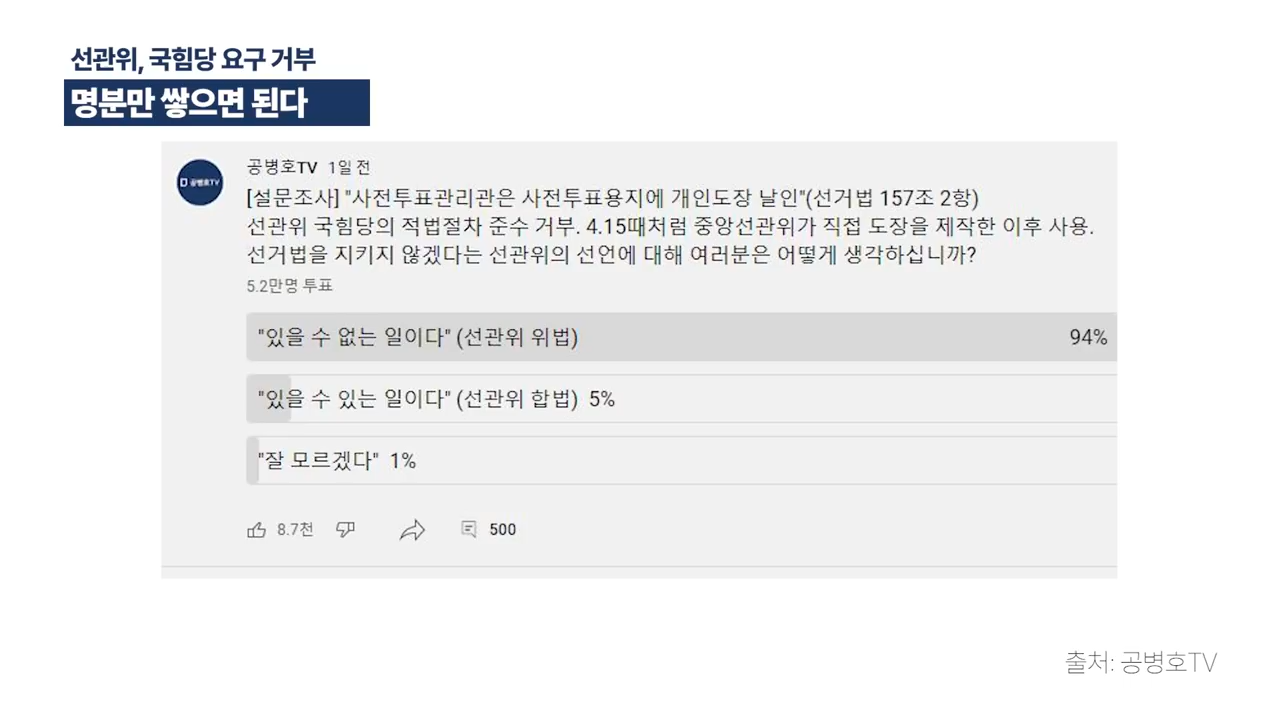 선관위, 국힘당 요구 거부
명분만 쌓으면 된다
D 공병호TV
공병호TV 1일 전
[설문조사] "사전투표관리관은 사전투표용지에 개인도장 날인"(선거법 157조 2항)
선관위 국힘당의 적법절차 준수 거부. 4.15때처럼 중앙선관위가 직접 도장을 제작한 이후 사용.
선거법을 지키지 않겠다는 선관위의 선언에 대해 여러분은 어떻게 생각하십니까?
5.2만명 투표
"있을 수 없는 일이다" (선관위 위법) 94%
"있을 수 있는 일이다" (선관위 합법) 5%
"잘 모르겠다" 1%
8.7천 500
출처: 공병호TV